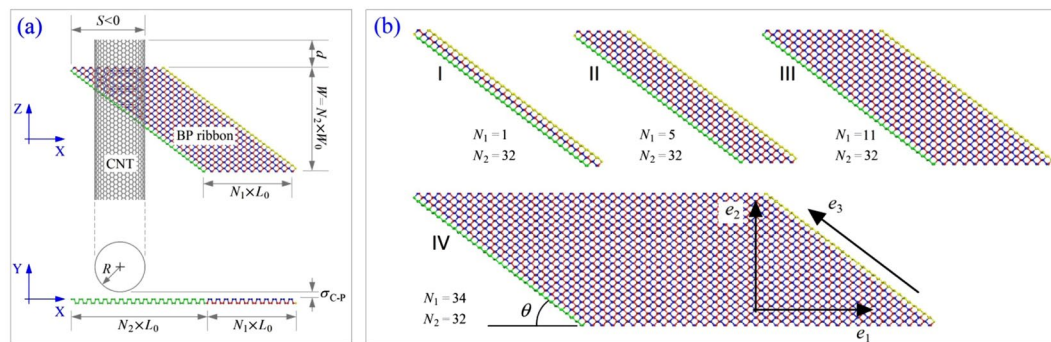 (a)
S<0
d
Z
X
BP ribbon
CNT
W=N₂×W₀
N₁×L₀
Y
X
R
σC-P
N₂×L₀
N₁×L₀
(b)
I
N₁ = 1
N₂ = 32
II
N₁ = 5
N₂ = 32
III
N₁ = 11
N₂ = 32
IV
N₁ = 34
N₂ = 32
θ
e₂
e₃
e₁